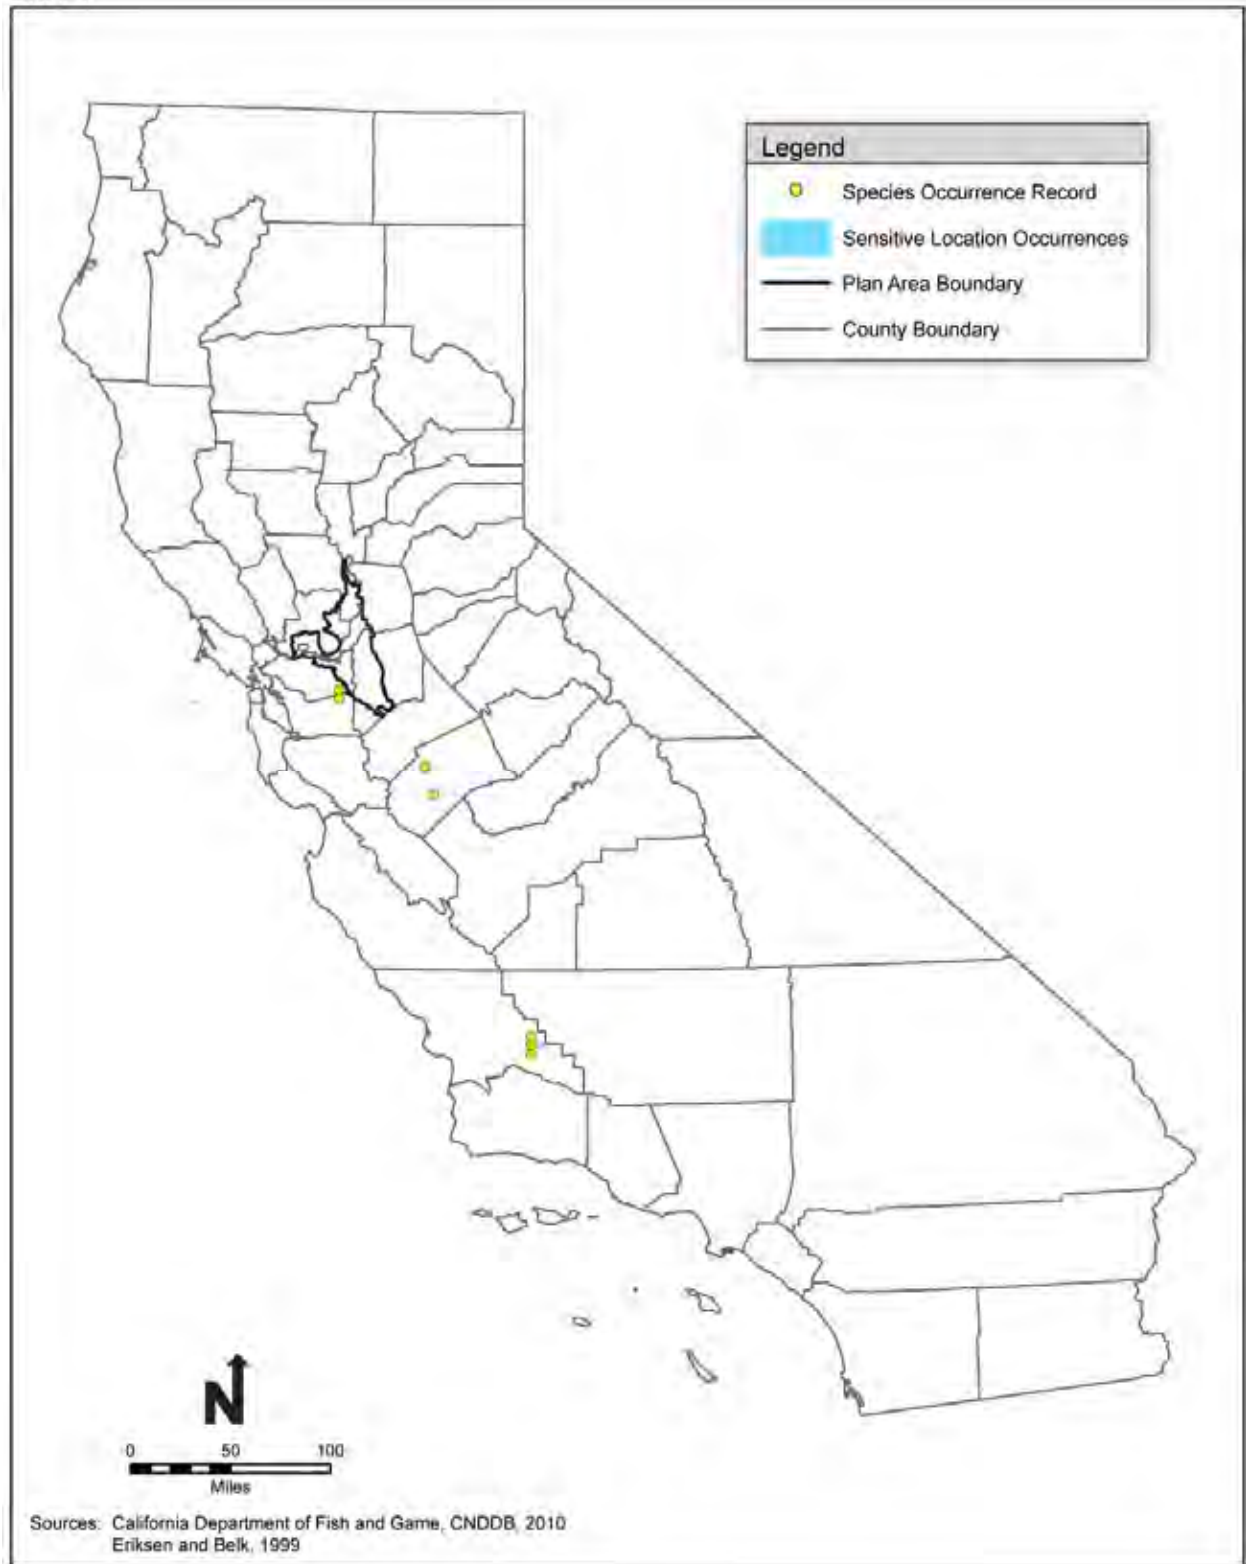 Legend
Species Occurrence Record
Sensitive Location Occurrences
Plan Area Boundary
County Boundary
N
0 50 100
Miles
Sources: California Department of Fish and Game, CNDDB, 2010
Eriksen and Belk, 1999